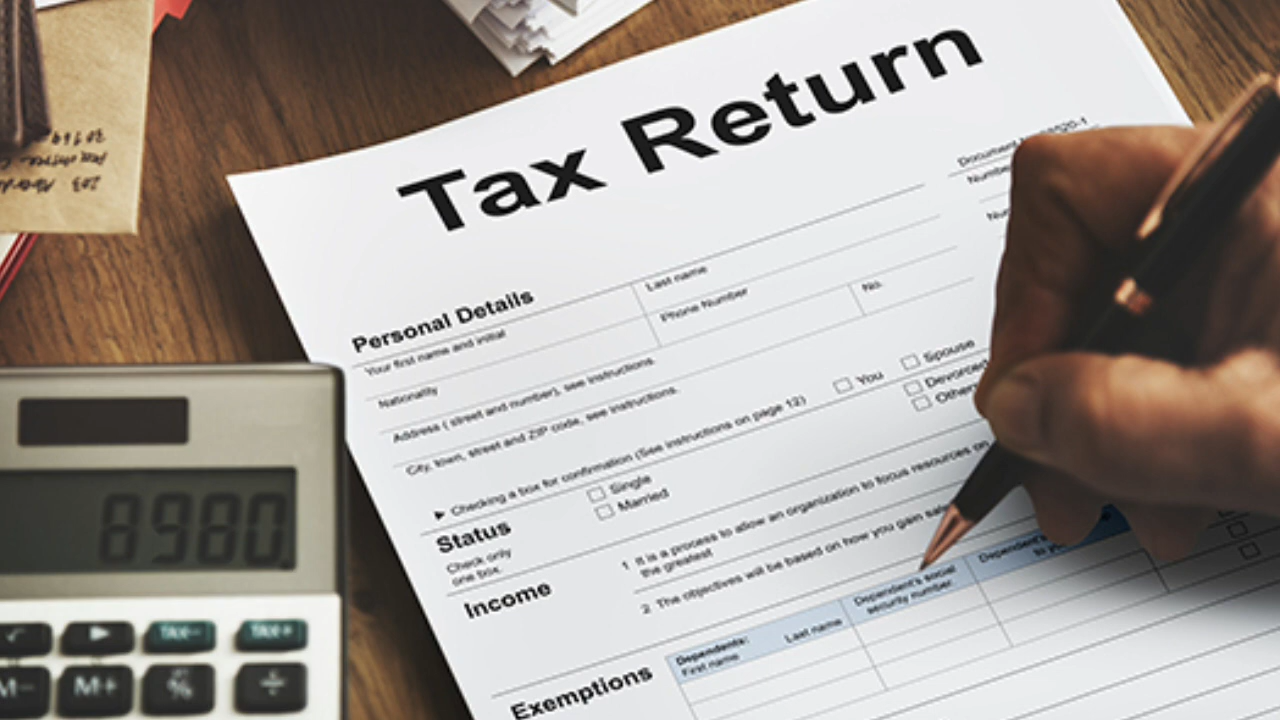 Tax Return
Personal Details
Your first name and initial
Last name
Nationality
Phone Number
No.
Address ( street and number), see instructions.
City, town, street and ZIP code, see instructions.
► Checking a box for confirmation (See instructions on page 12)
You
Spouse
Status
Check only
one box.
Single
Married
Devorced
Income
1 It is a process to allow an organization to focus resources on
the greatest
2 The objectives will be based on how you gain
Exemptions
Dependents:
First name
Last name
Dependent's social
security number.
8980
TAX-
TAX+
M-
M+
%
÷